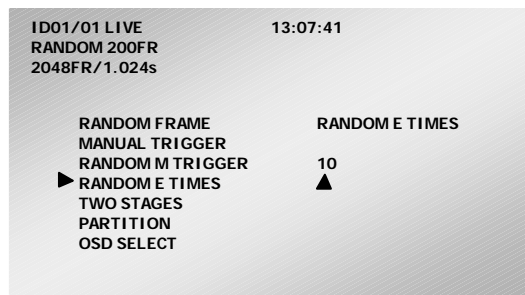 ID01/01 LIVE 13:07:41
RANDOM 200FR
2048FR/1.024s
RANDOM FRAME RANDOM E TIMES
MANUAL TRIGGER
RANDOM M TRIGGER 10
RANDOM E TIMES
TWO STAGES
PARTITION
OSD SELECT